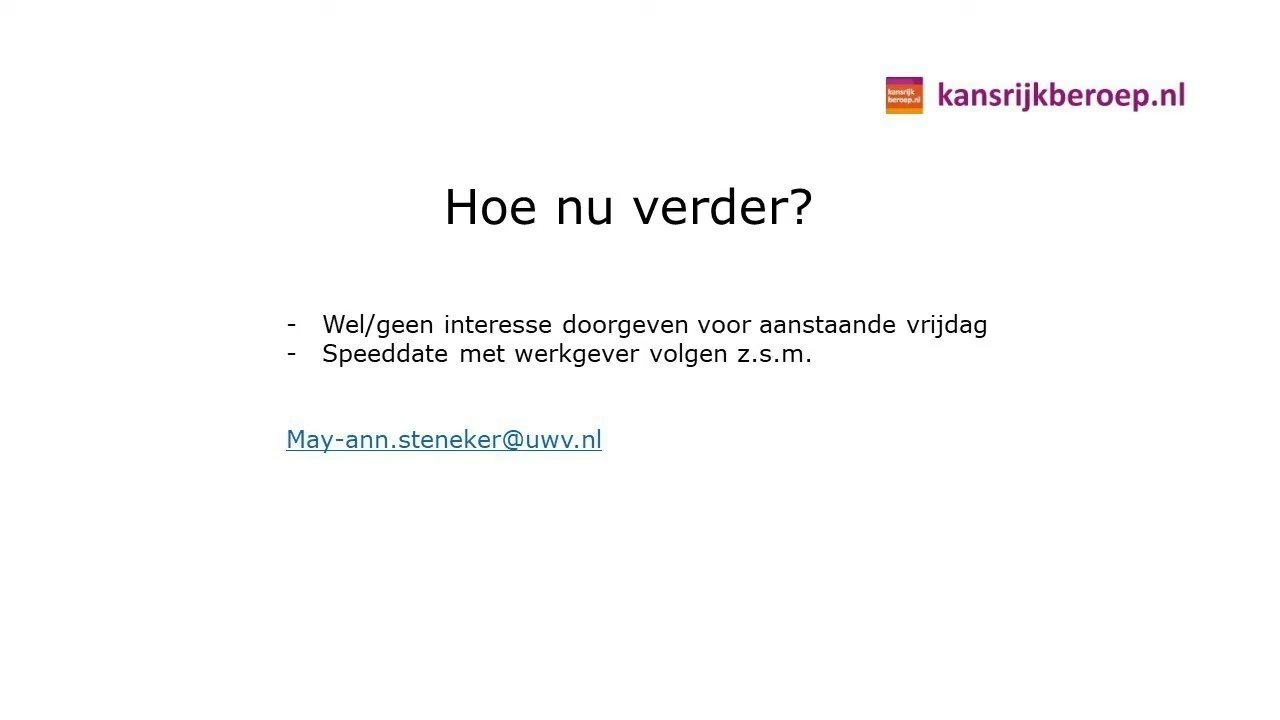 kansrijk
beroep.nl
kansrijkberoep.nl
Hoe nu verder?
- Wel/geen interesse doorgeven voor aanstaande vrijdag
- Speeddate met werkgever volgen z.s.m.
May-ann.steneker@uwv.nl